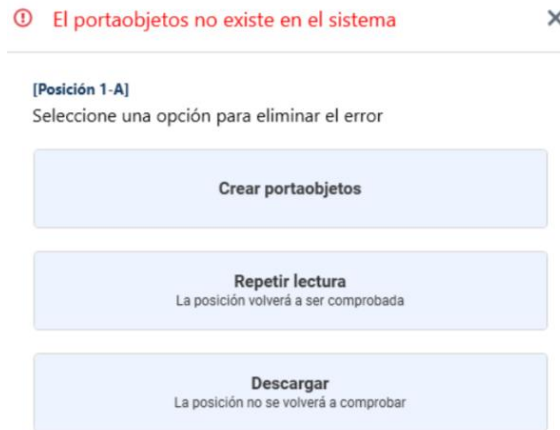 El portaobjetos no existe en el sistema
[Posición 1-A]
Seleccione una opción para eliminar el error
Crear portaobjetos
Repetir lectura
La posición volverá a ser comprobada
Descargar
La posición no se volverá a comprobar